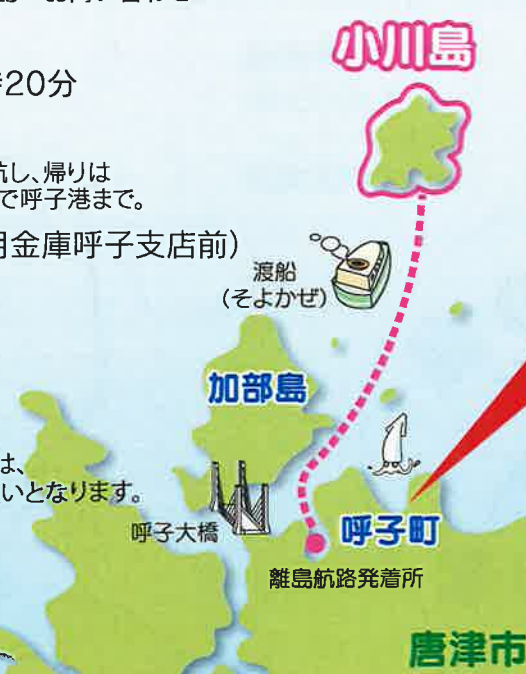 小川島
時20分
航し、帰りは
で呼子港まで。
用金庫呼子支店前)
渡船
(そよかぜ)
加部島
は、
いとなります。
呼子大橋
呼子町
離島航路発着所
唐津市